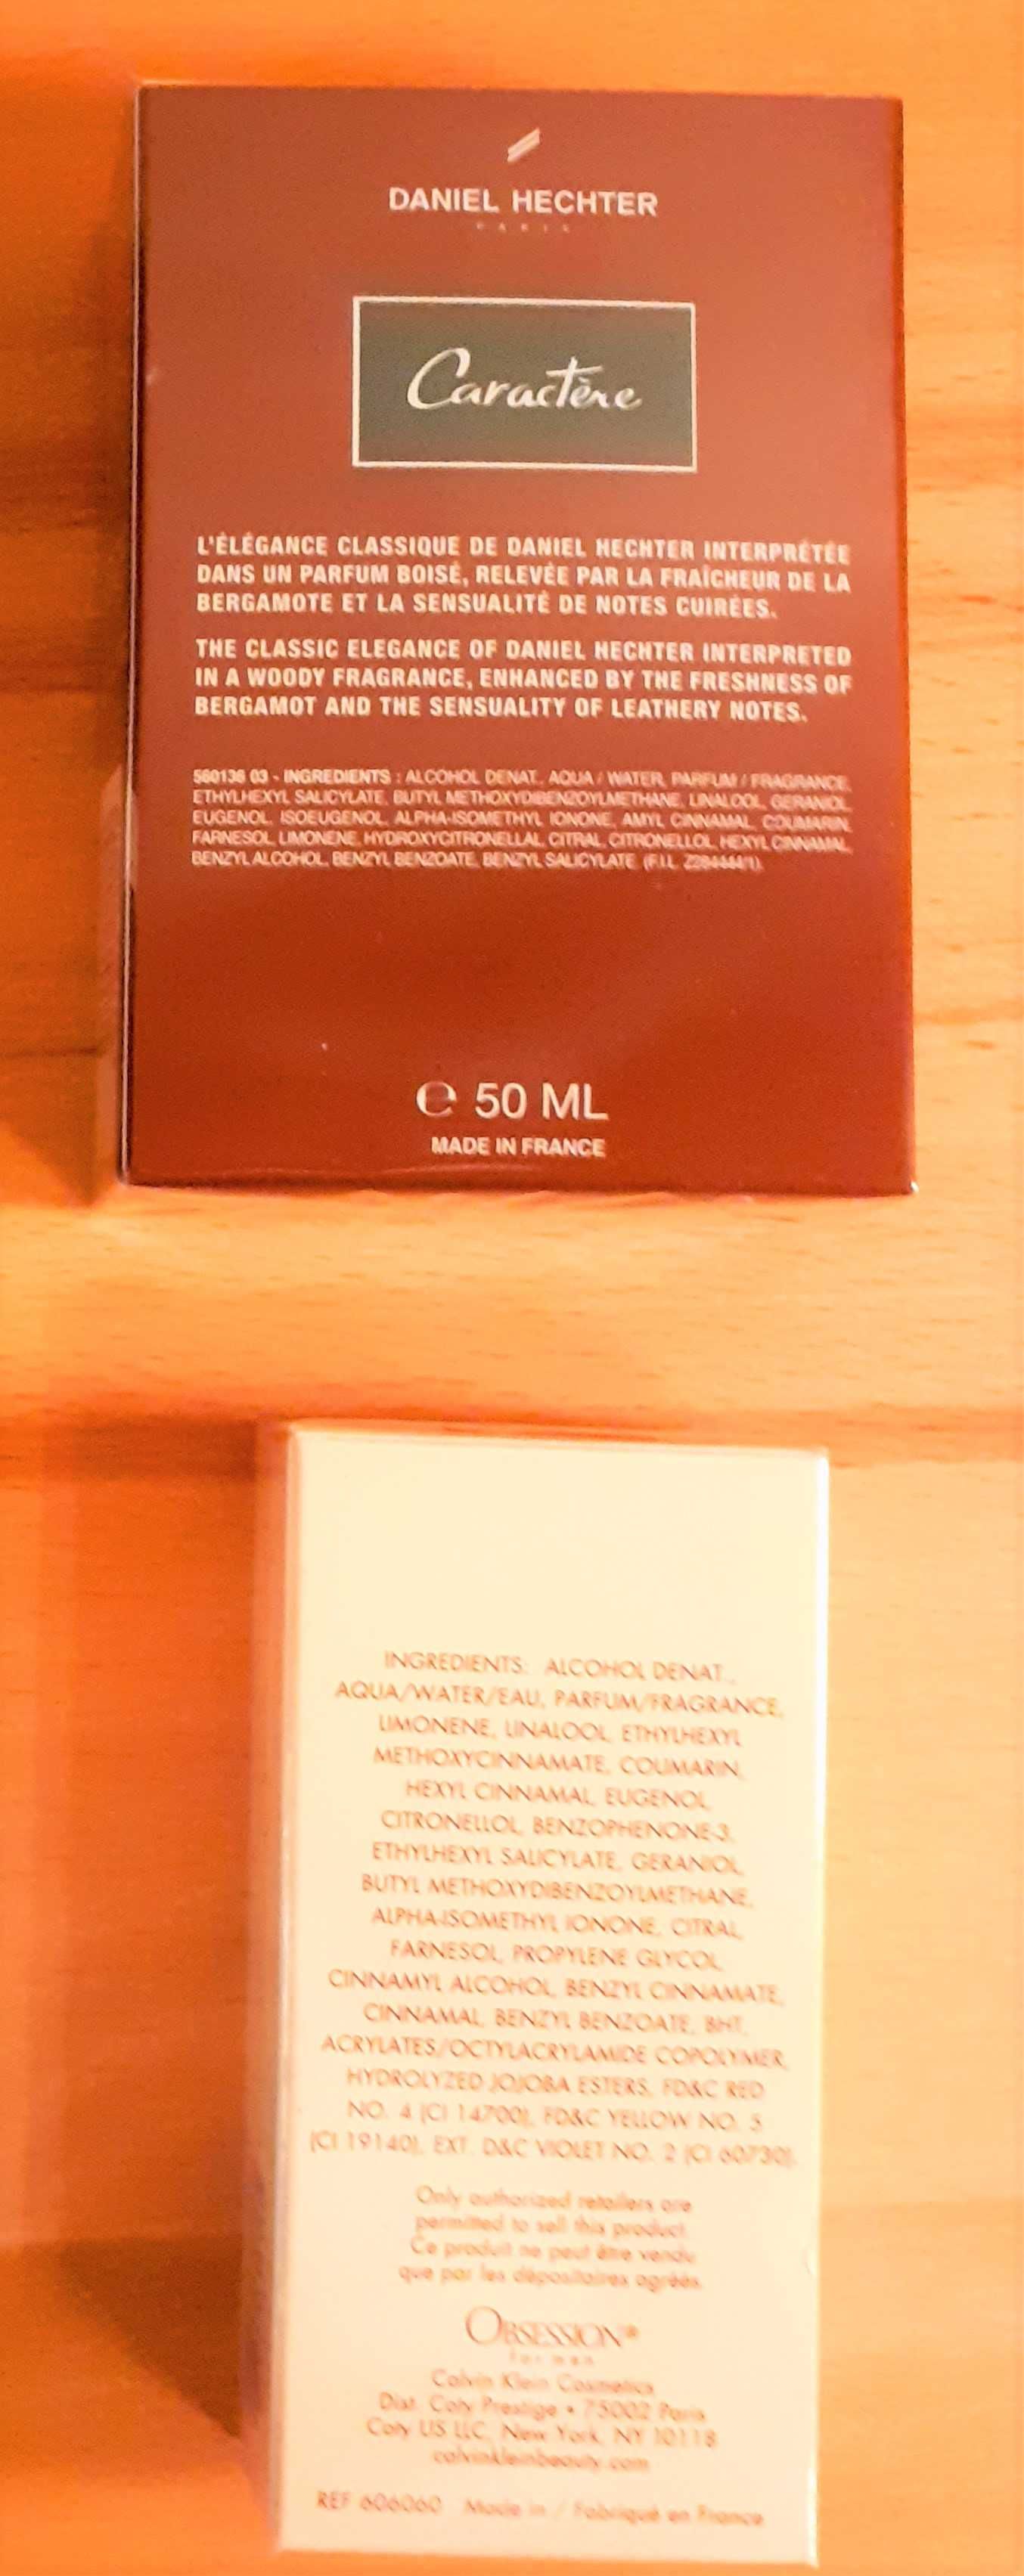 DANIEL HECHTER
PARIS
Caractère
L'ÉLÉGANCE CLASSIQUE DE DANIEL HECHTER INTERPRÉTÉE
DANS UN PARFUM BOISÉ, RELEVÉE PAR LA FRAÎCHEUR DE LA
BERGAMOTE ET LA SENSUALITÉ DE NOTES CUIRÉES.
THE CLASSIC ELEGANCE OF DANIEL HECHTER INTERPRETED
IN A WOODY FRAGRANCE, ENHANCED BY THE FRESHNESS OF
BERGAMOT AND THE SENSUALITY OF LEATHERY NOTES.
560136 03 - INGREDIENTS : ALCOHOL DENAT., AQUA / WATER, PARFUM / FRAGRANCE,
ETHYLHEXYL SALICYLATE, BUTYL METHOXYDIBENZOYLMETHANE, LINALOOL, GERANIOL,
EUGENOL, ISOEUGENOL, ALPHA-ISOMETHYL IONONE, AMYL CINNAMAL, COUMARIN,
FARNESOL, LIMONENE, HYDROXYCITRONELLAL, CITRAL, CITRONELLOL, HEXYL CINNAMAL,
BENZYL ALCOHOL, BENZYL BENZOATE, BENZYL SALICYLATE. (F.I.L. Z284444/1).
℮ 50 ML
MADE IN FRANCE
INGREDIENTS: ALCOHOL DENAT.,
AQUA/WATER/EAU, PARFUM/FRAGRANCE,
LIMONENE, LINALOOL, ETHYLHEXYL
METHOXYCINNAMATE, COUMARIN,
HEXYL CINNAMAL, EUGENOL,
CITRONELLOL, BENZOPHENONE-3,
ETHYLHEXYL SALICYLATE, GERANIOL,
BUTYL METHOXYDIBENZOYLMETHANE,
ALPHA-ISOMETHYL IONONE, CITRAL,
FARNESOL, PROPYLENE GLYCOL,
CINNAMYL ALCOHOL, BENZYL CINNAMATE,
CINNAMAL, BENZYL BENZOATE, BHT,
ACRYLATES/OCTYLACRYLAMIDE COPOLYMER,
HYDROLYZED JOJOBA ESTERS, FD&C RED
NO. 4 (CI 14700), FD&C YELLOW NO. 5
(CI 19140), EXT. D&C VIOLET NO. 2 (CI 60730).
Only authorized retailers are
permitted to sell this product.
Ce produit ne peut être vendu
que par les dépositaires agréés.
OBSESSION®
for men
Calvin Klein Cosmetics
Dist. Coty Prestige • 75002 Paris
Coty US LLC, New York, NY 10118
calvinkleinbeauty.com
REF 606060 Made in / Fabriqué en France